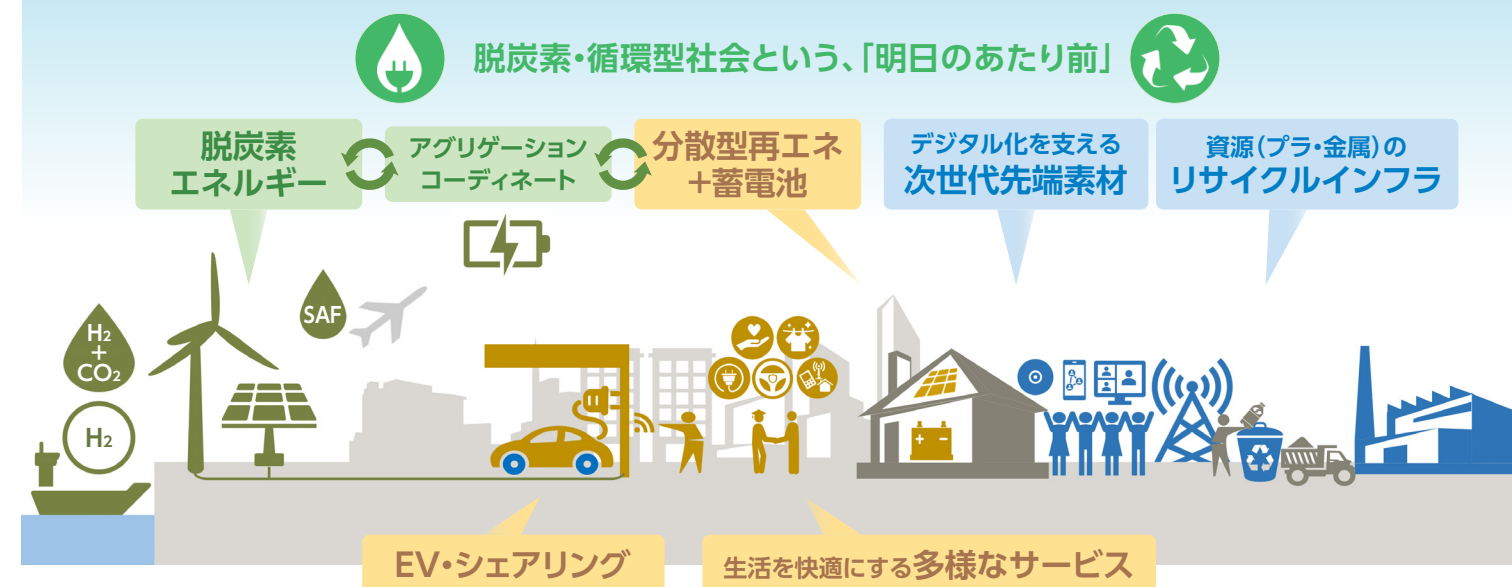 脱炭素・循環型社会という、「明日のあたり前」
脱炭素
エネルギー
アグリゲーション
コーディネート
分散型再エネ
＋蓄電池
デジタル化を支える
次世代先端素材
資源（プラ・金属）の
リサイクルインフラ
SAF
H₂
+
CO₂
H₂
+ -
EV・シェアリング
生活を快適にする多様なサービス